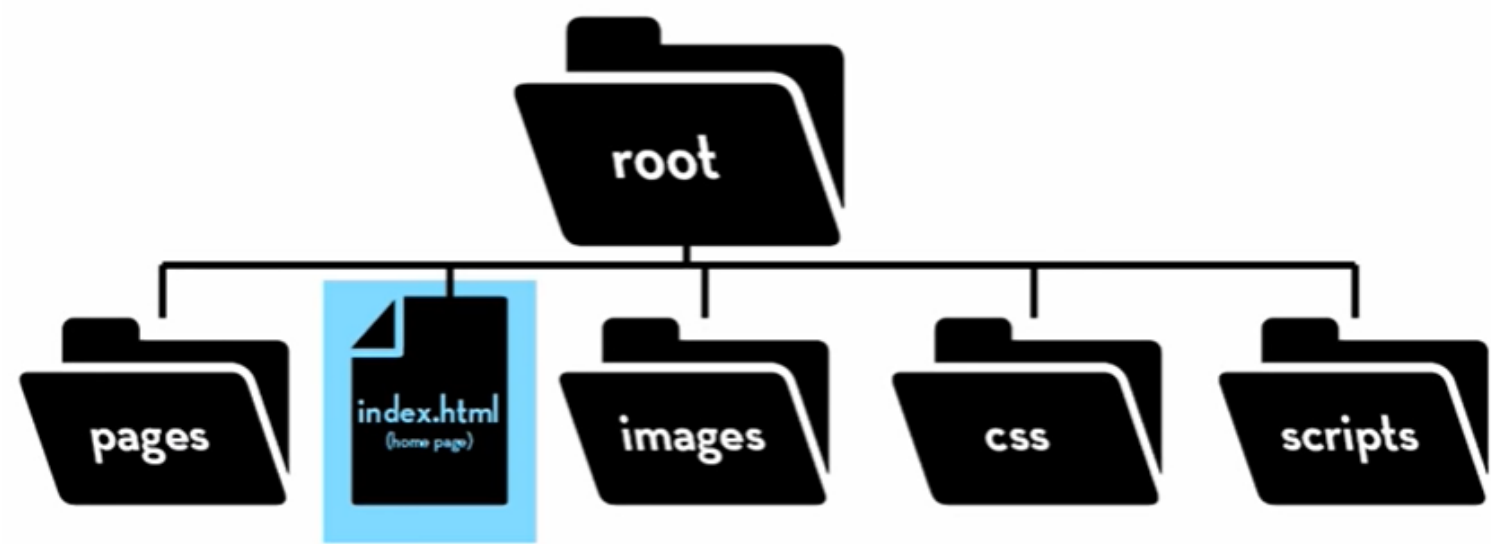 root
pages
index.html
(home page)
images
css
scripts